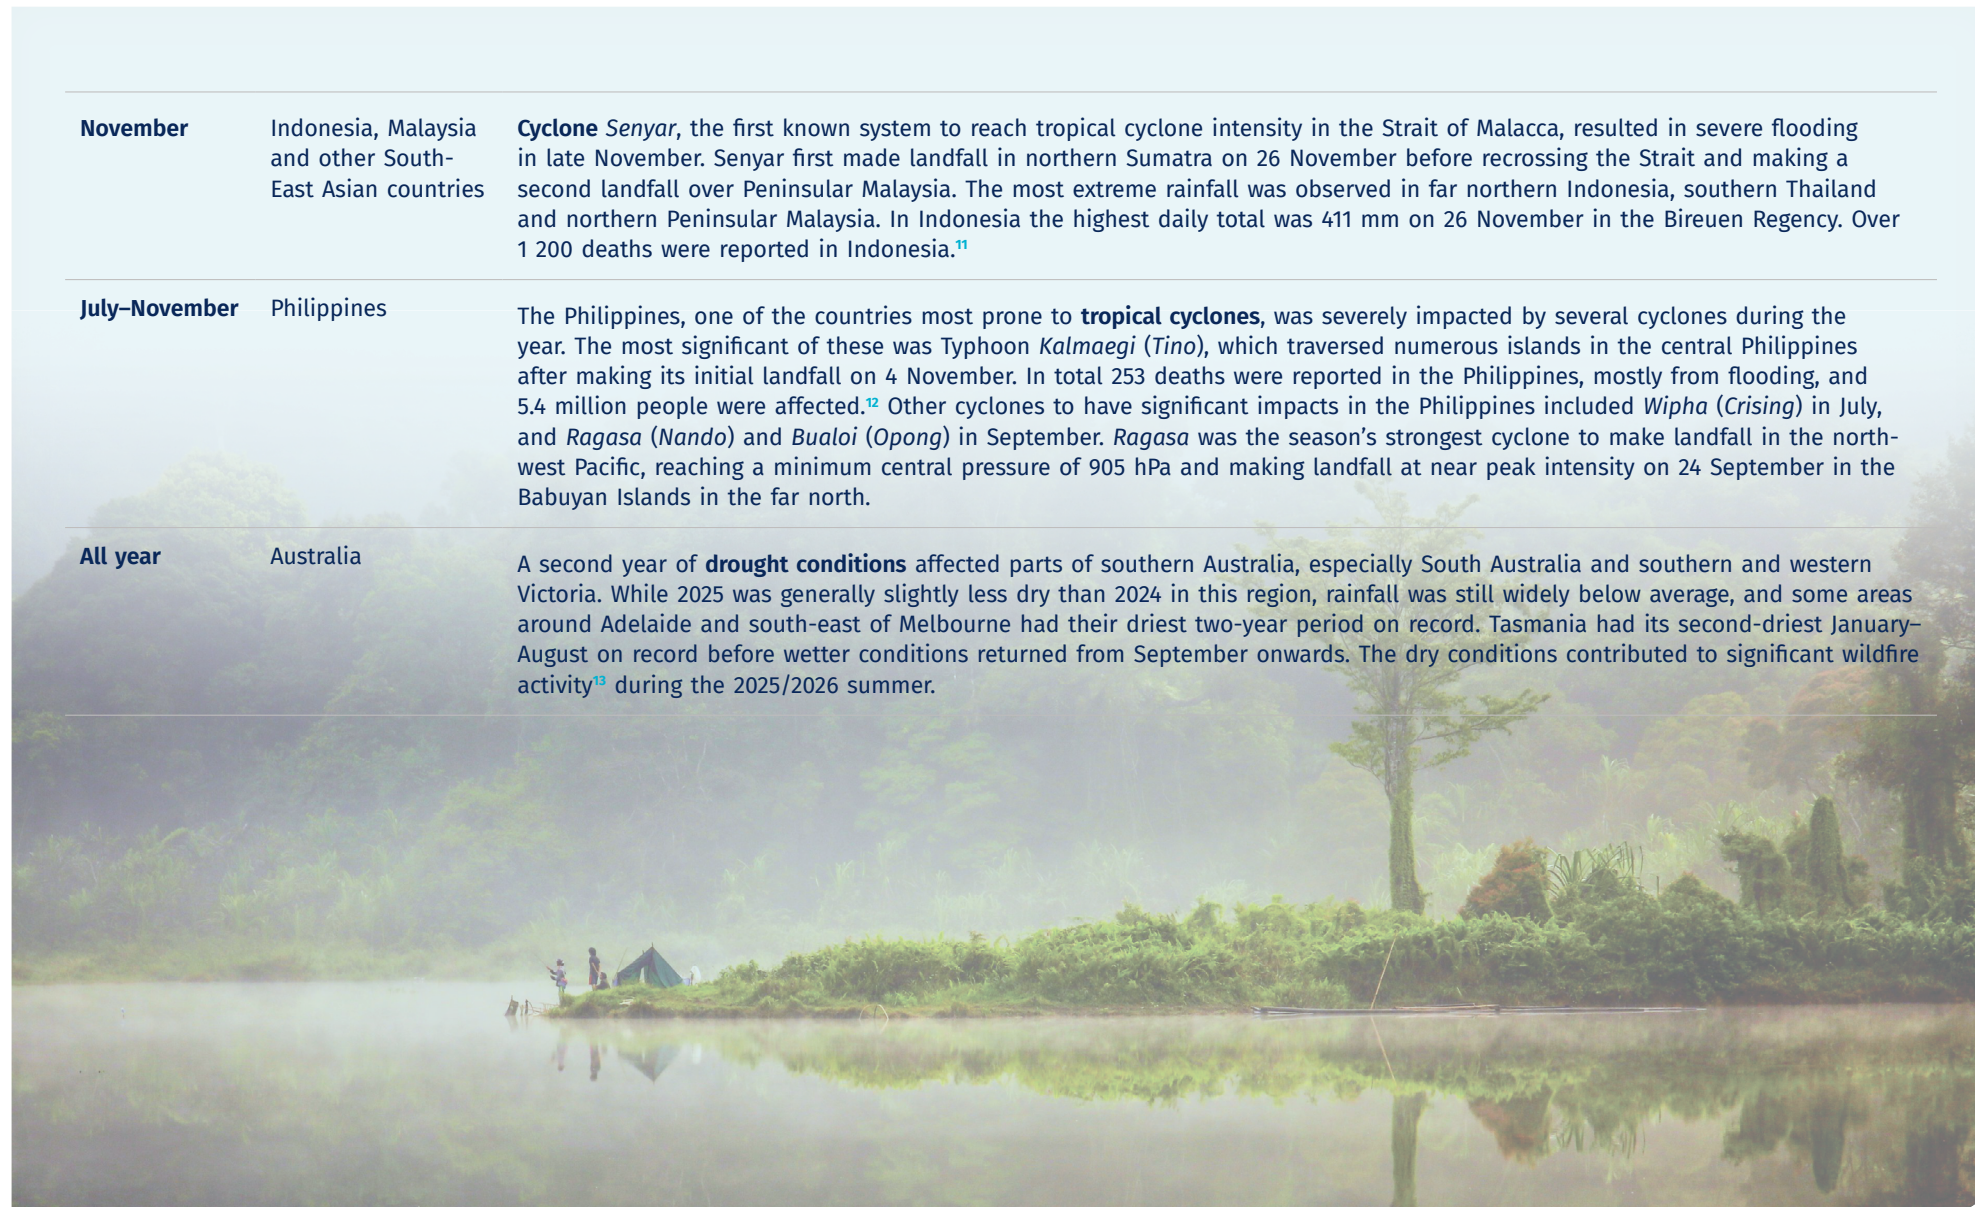 November
Indonesia, Malaysia
and other South-
East Asian countries
Cyclone Senyar, the first known system to reach tropical cyclone intensity in the Strait of Malacca, resulted in severe flooding
in late November. Senyar first made landfall in northern Sumatra on 26 November before recrossing the Strait and making a
second landfall over Peninsular Malaysia. The most extreme rainfall was observed in far northern Indonesia, southern Thailand
and northern Peninsular Malaysia. In Indonesia the highest daily total was 411 mm on 26 November in the Bireuen Regency. Over
1 200 deaths were reported in Indonesia.11
July–November
Philippines
The Philippines, one of the countries most prone to tropical cyclones, was severely impacted by several cyclones during the
year. The most significant of these was Typhoon Kalmaegi (Tino), which traversed numerous islands in the central Philippines
after making its initial landfall on 4 November. In total 253 deaths were reported in the Philippines, mostly from flooding, and
5.4 million people were affected.12 Other cyclones to have significant impacts in the Philippines included Wipha (Crising) in July,
and Ragasa (Nando) and Bualoi (Opong) in September. Ragasa was the season’s strongest cyclone to make landfall in the north-
west Pacific, reaching a minimum central pressure of 905 hPa and making landfall at near peak intensity on 24 September in the
Babuyan Islands in the far north.
All year
Australia
A second year of drought conditions affected parts of southern Australia, especially South Australia and southern and western
Victoria. While 2025 was generally slightly less dry than 2024 in this region, rainfall was still widely below average, and some areas
around Adelaide and south-east of Melbourne had their driest two-year period on record. Tasmania had its second-driest January–
August on record before wetter conditions returned from September onwards. The dry conditions contributed to significant wildfire
activity13 during the 2025/2026 summer.